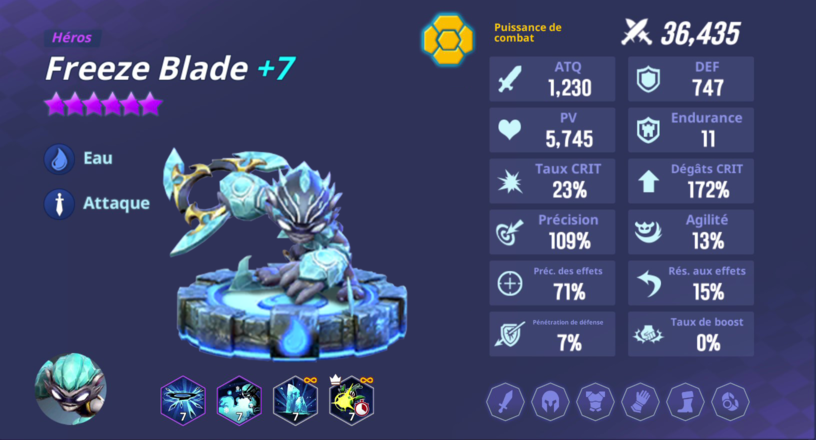 Héros
Freeze Blade +7
Eau
Attaque
7
7
7
7
Puissance de
combat
36,435
ATQ
1,230
DEF
747
PV
5,745
Endurance
11
Taux CRIT
23%
Dégâts CRIT
172%
Précision
109%
Agilité
13%
Préc. des effets
71%
Rés. aux effets
15%
Pénétration de défense
7%
Taux de boost
0%